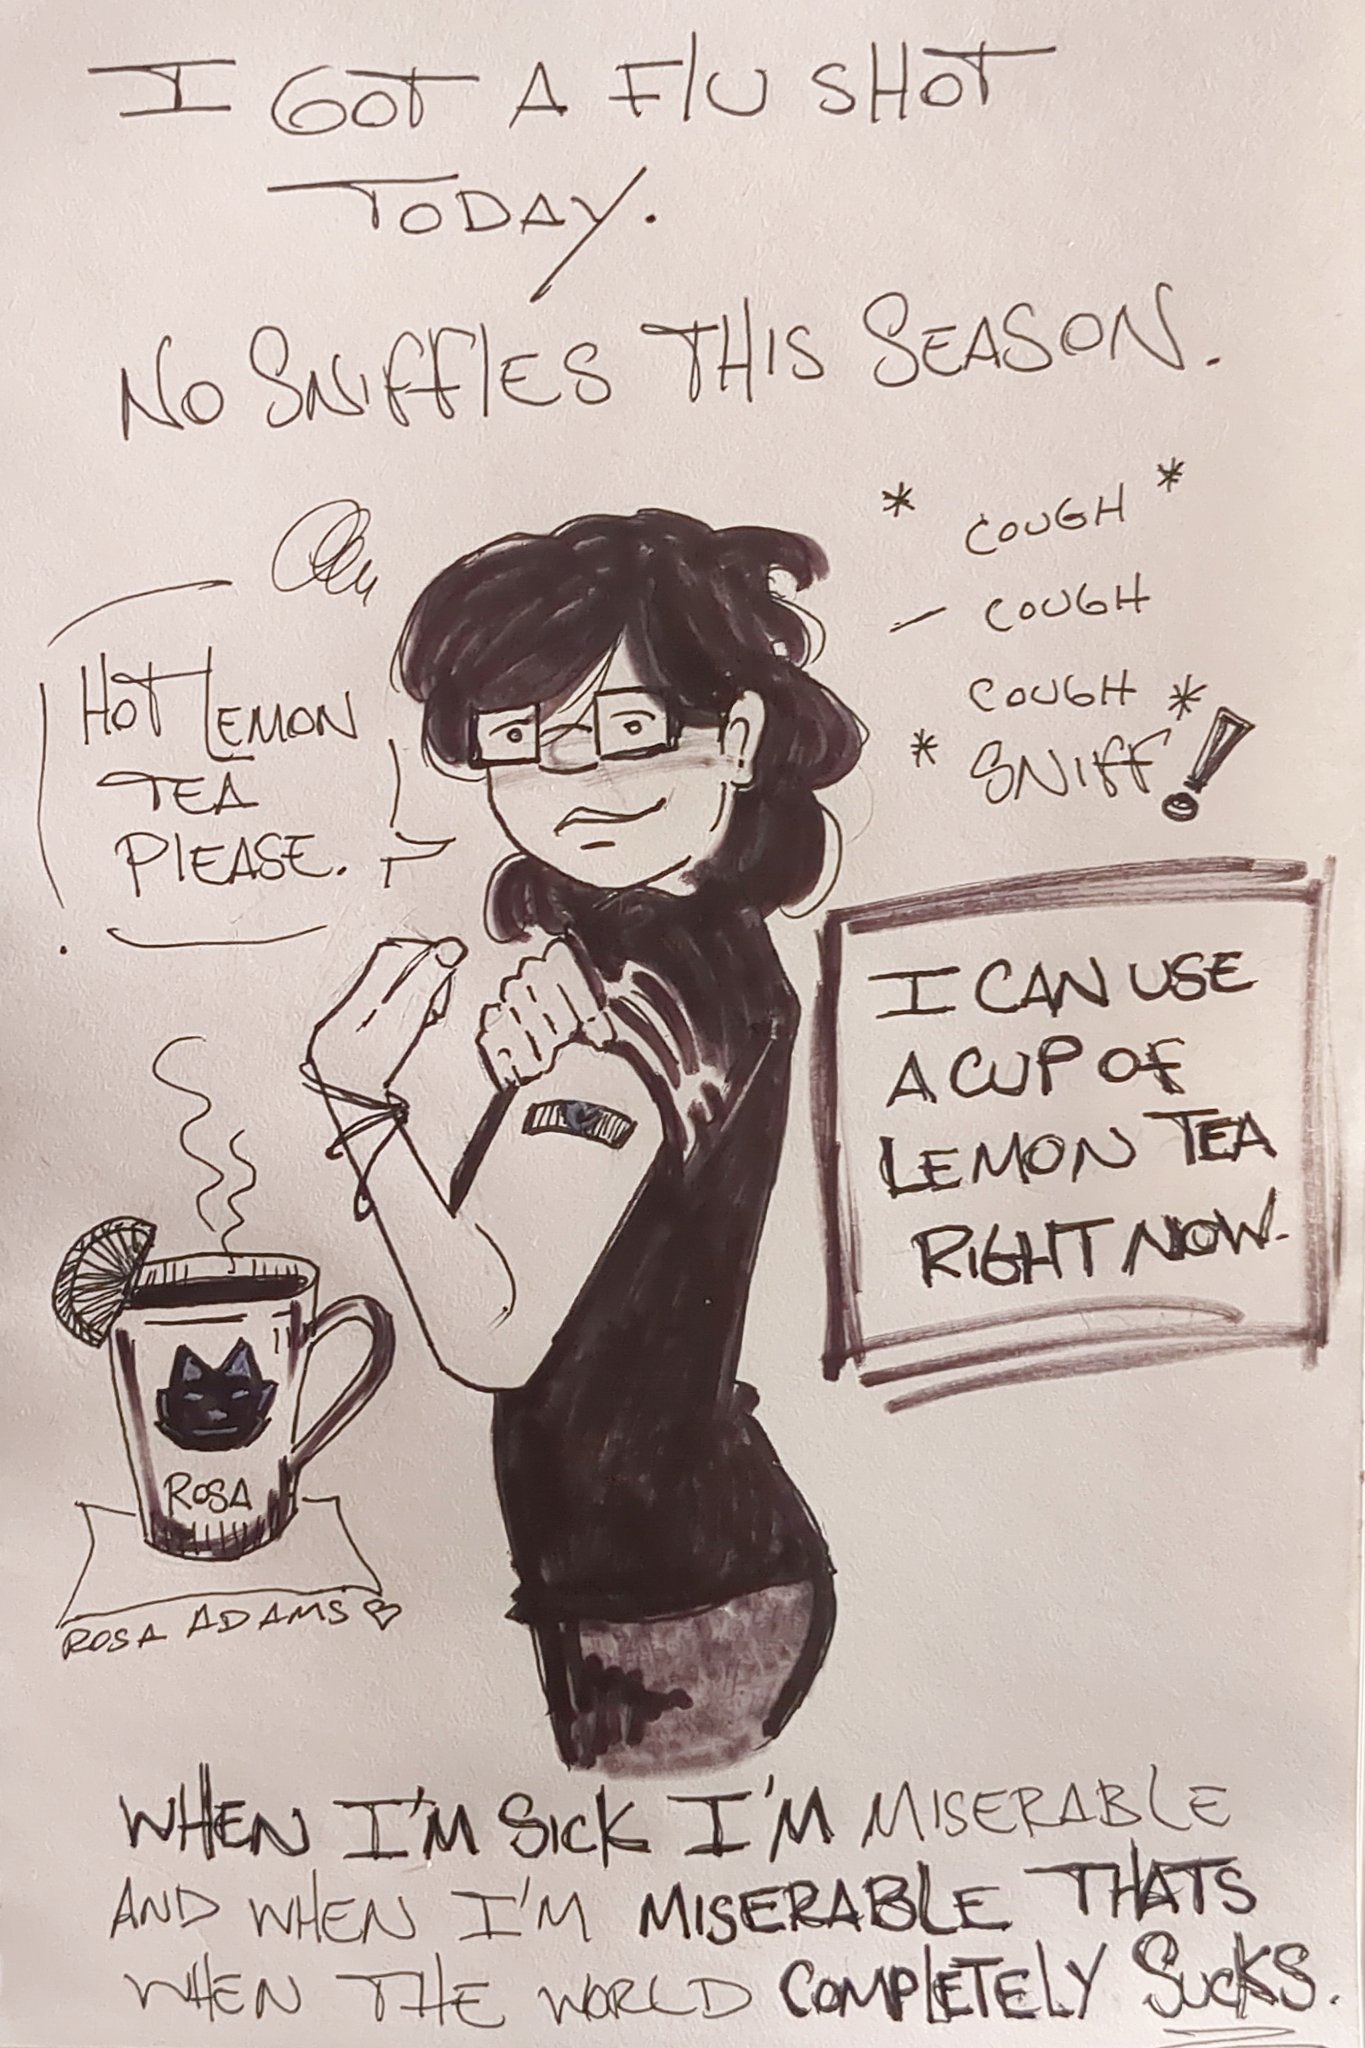 I GOT A FLU SHOT
TODAY.
NO SNIFFLES THIS SEASON.
* COUGH *
- COUGH
COUGH *
* SNIFF!
HOT LEMON
TEA
PLEASE.
I CAN USE
A CUP OF
LEMON TEA
RIGHT NOW.
ROSA
ROSA ADAMS
WHEN I'M SICK I'M MISERABLE
AND WHEN I'M MISERABLE THATS
WHEN THE WORLD COMPLETELY SUCKS.